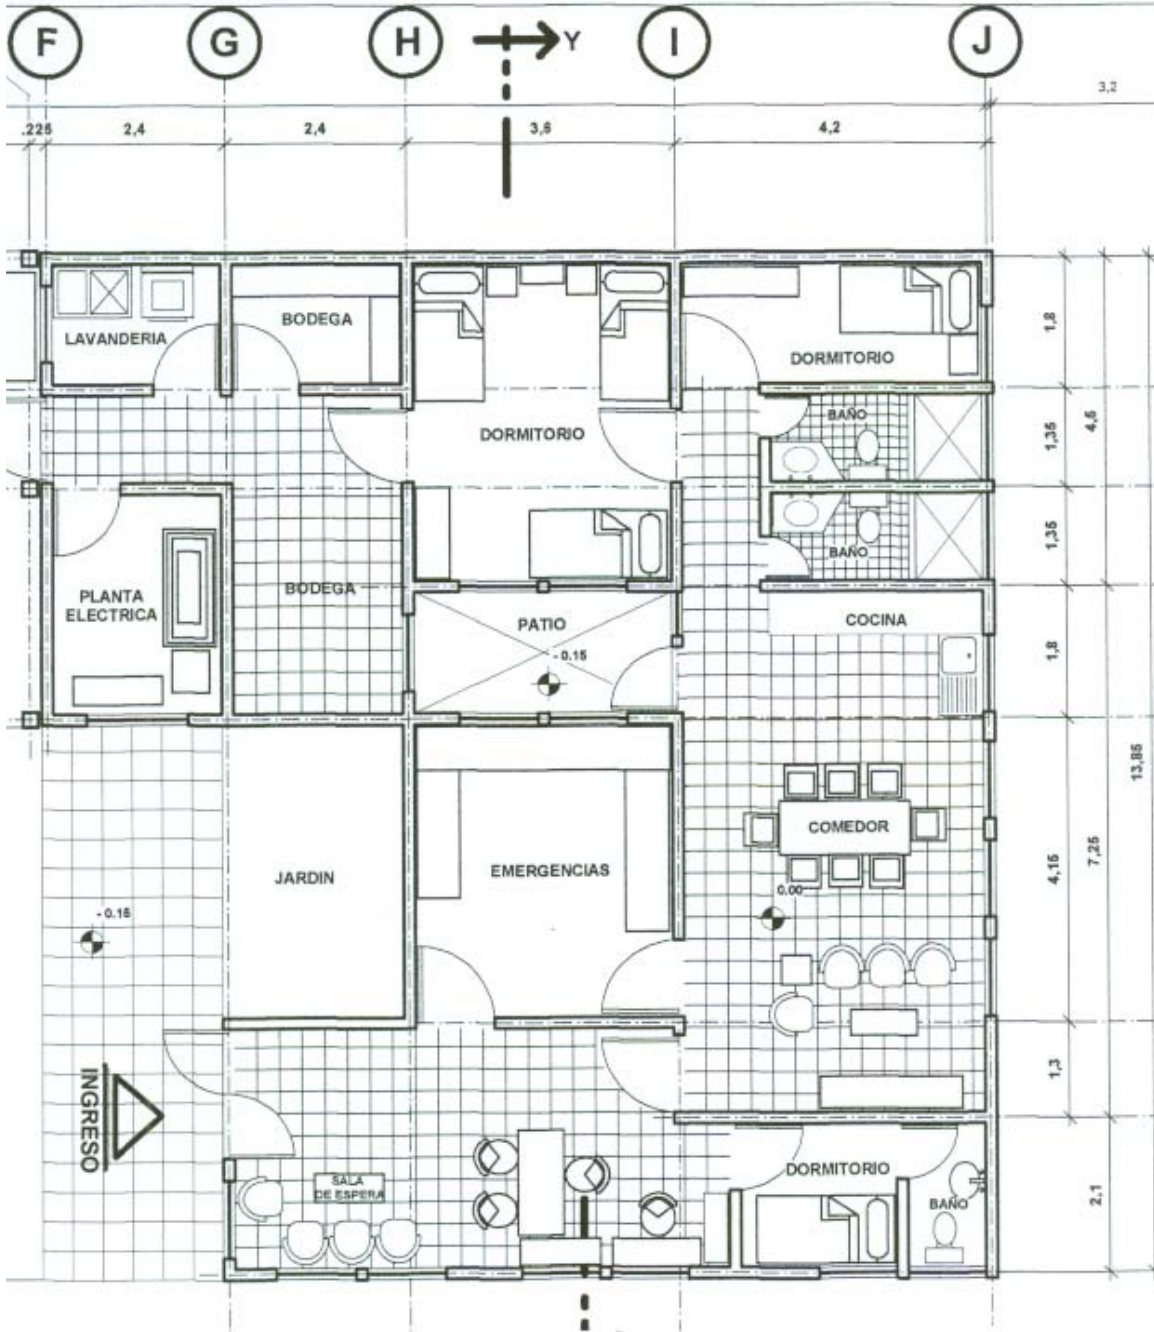 F
G
H
Y
I
J
3,2
.225
2,4
2,4
3,6
4,2
LAVANDERIA
BODEGA
DORMITORIO
1,8
DORMITORIO
BAÑO
1,35
4,5
BAÑO
1,35
PLANTA
ELECTRICA
BODEGA
PATIO
- 0.15
COCINA
1,8
13,85
COMEDOR
JARDIN
EMERGENCIAS
0.00
4,15
7,25
- 0.15
1,3
INGRESO
SALA
DE ESPERA
DORMITORIO
BAÑO
2,1